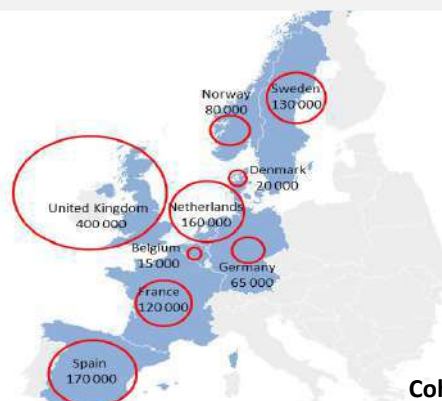 Sweden
130 000
Norway
80 000
Denmark
20 000
United Kingdom
400 000
Netherlands
160 000
Belgium
15 000
Germany
65 000
France
120 000
Spain
170 000
Col